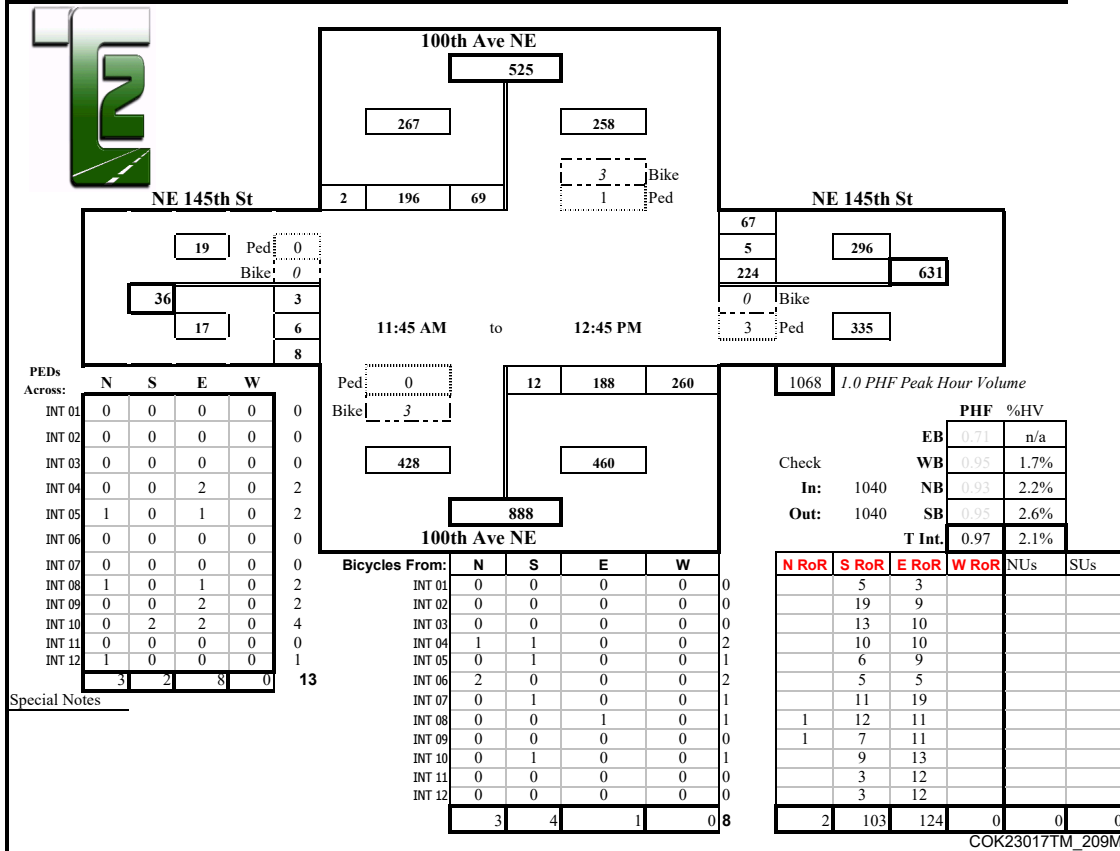 T2
100th Ave NE
525
267 258
3 Bike
1 Ped
NE 145th St
2 196 69
NE 145th St
67
19 Ped 0
5 296
Bike 0
224 631
36 3
0 Bike
17 6
11:45 AM to 12:45 PM
3 Ped 335
8
PEDs
Across: N S E W
Ped 0
12 188 260
1068 1.0 PHF Peak Hour Volume
INT 01 0 0 0 0 0
INT 02 0 0 0 0 0
INT 03 0 0 0 0 0
INT 04 0 0 2 0 2
INT 05 1 0 1 0 2
INT 06 0 0 0 0 0
INT 07 0 0 0 0 0
INT 08 1 0 1 0 2
INT 09 0 0 2 0 2
INT 10 0 2 2 0 4
INT 11 0 0 0 0 0
INT 12 1 0 0 0 1
3 2 8 0 13
Special Notes
Bike 3
428 460
888
100th Ave NE
PHF %HV
EB 0.71 n/a
Check WB 0.95 1.7%
In: 1040 NB 0.93 2.2%
Out: 1040 SB 0.95 2.6%
T Int. 0.97 2.1%
Bicycles From: N S E W
INT 01 0 0 0 0 0
INT 02 0 0 0 0 0
INT 03 0 0 0 0 0
INT 04 1 1 0 0 2
INT 05 0 1 0 0 1
INT 06 2 0 0 0 2
INT 07 0 1 0 0 1
INT 08 0 0 1 0 1
INT 09 0 0 0 0 0
INT 10 0 1 0 0 1
INT 11 0 0 0 0 0
INT 12 0 0 0 0 0
3 4 1 0 8
N RoR S RoR E RoR W RoR NUs SUs
5 3
19 9
13 10
10 10
6 9
5 5
11 19
1 12 11
1 7 11
9 13
3 12
3 12
2 103 124 0 0 0
COK23017TM_209M